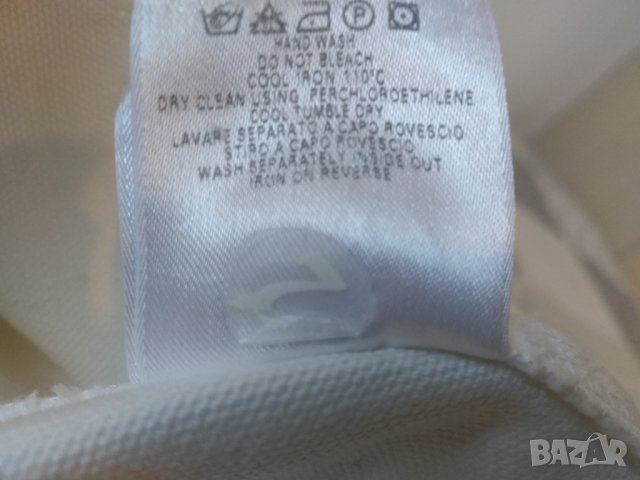 HAND WASH
DO NOT BLEACH
COOL IRON 110°C
DRY CLEAN USING PERCHLOROETHILENE
COOL TUMBLE DRY
LAVARE SEPARATO A CAPO ROVESCIO
STIRO A CAPO ROVESCIO
WASH SEPARATELY INSIDE OUT
IRON ON REVERSE
BAZAR